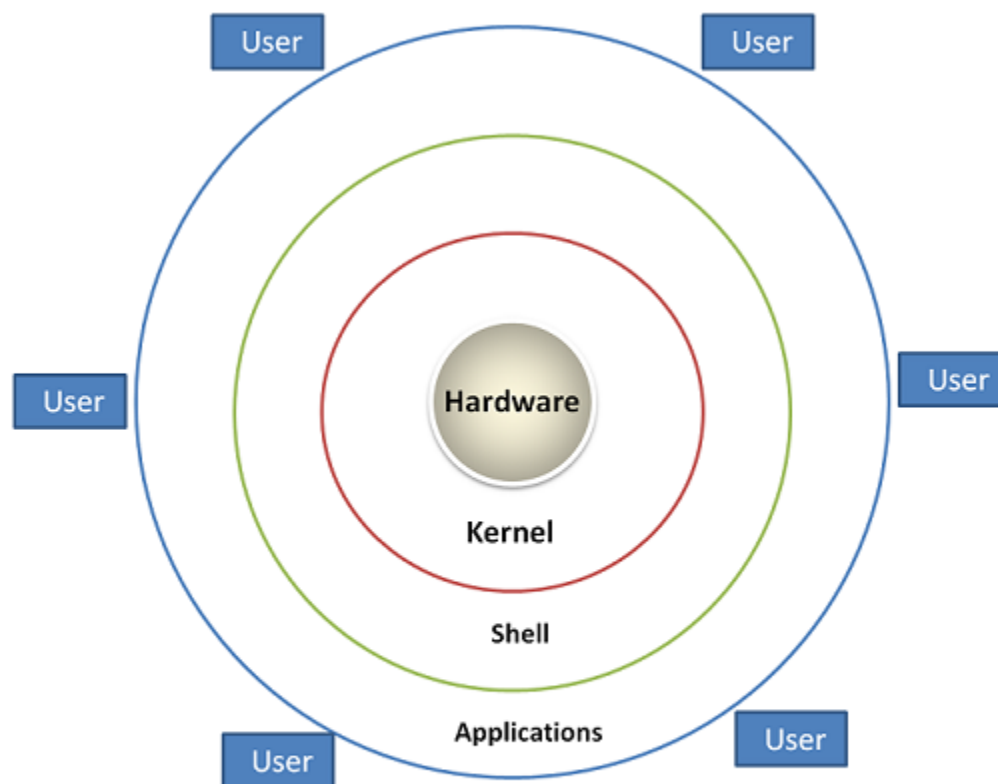 User
User
User
User
Hardware
Kernel
Shell
Applications
User
User